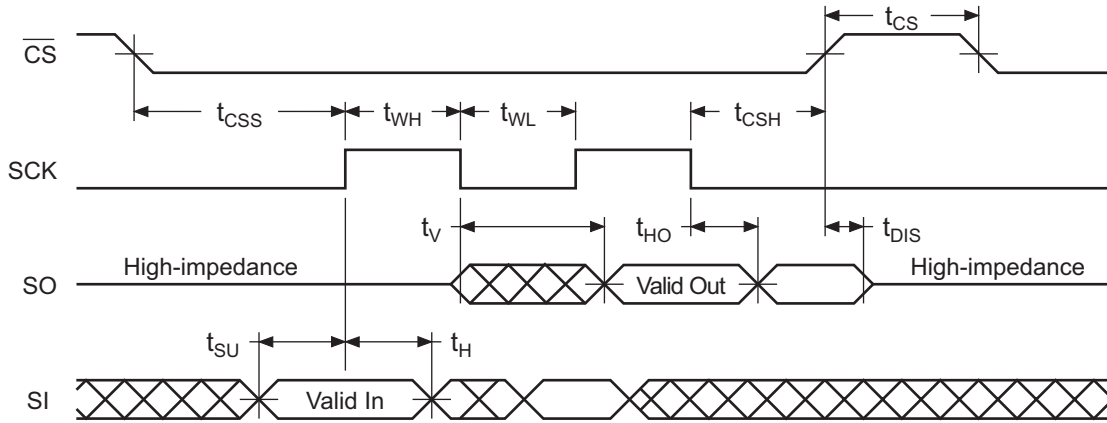 t_CS
C̅S̅
t_CSS t_WH t_WL t_CSH
SCK
t_V t_HO t_DIS
High-impedance High-impedance
SO Valid Out
t_SU t_H
SI Valid In